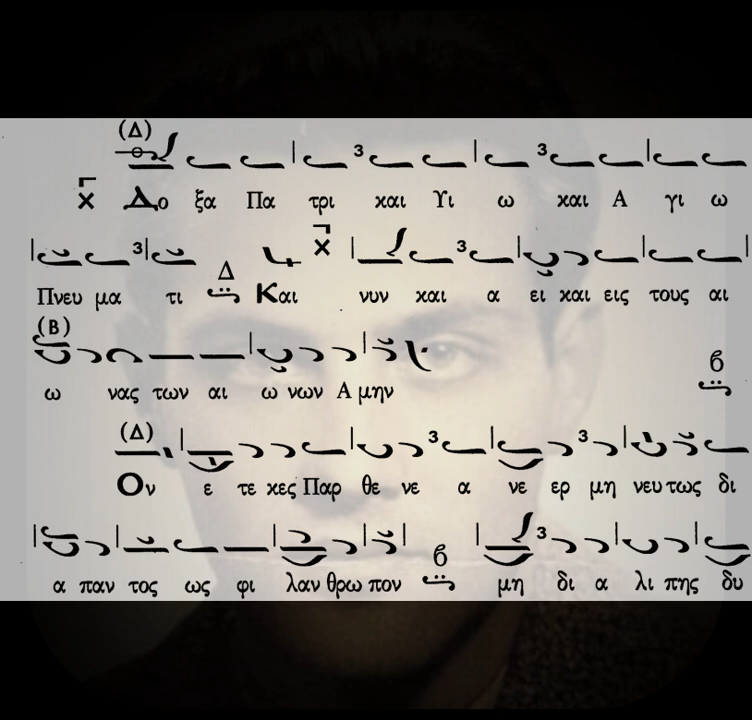 (Δ)
Δο ξα Πα τρι και Υι ω και Α γι ω
Πνευ μα τι Δ Και νυν και α ει και εις τους αι
(Β)
ω νας των αι ω νων Α μην
(Δ)
Ον ε τε κες Παρ θε νε α νε ερ μη νευ τως δι
α παν τος ως φι λαν θρω πον μη δι α λι πης δυ